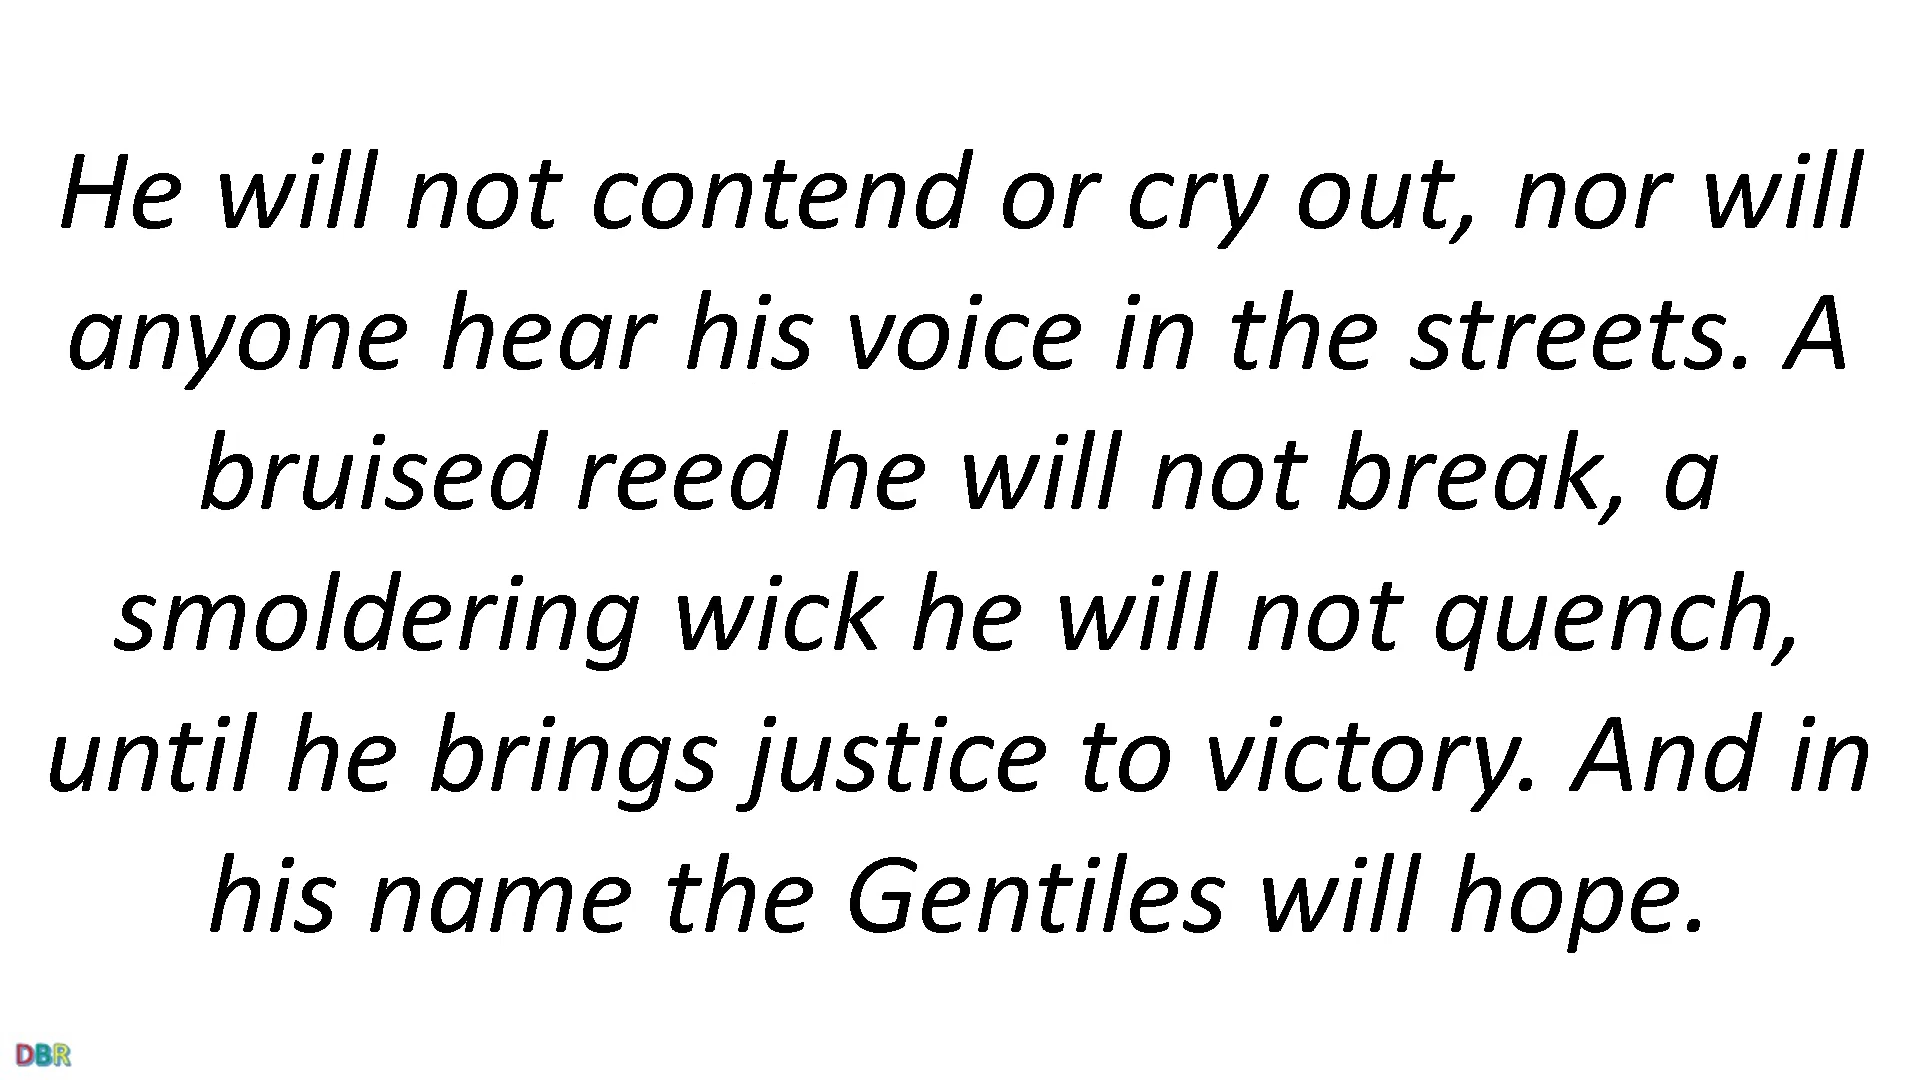 He will not contend or cry out, nor will
anyone hear his voice in the streets. A
bruised reed he will not break, a
smoldering wick he will not quench,
until he brings justice to victory. And in
his name the Gentiles will hope.
DBR